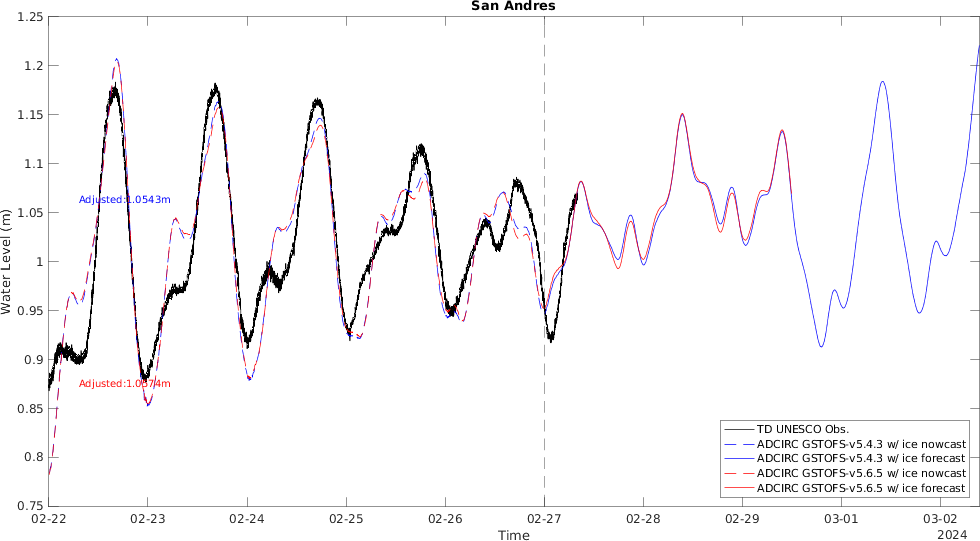 San Andres
1.25
1.2
1.15
1.1
1.05
1
0.95
0.9
0.85
0.8
0.75
Water Level (m)
Adjusted:1.0543m
Adjusted:1.0374m
TD UNESCO Obs.
ADCIRC GSTOFS-v5.4.3 w/ ice nowcast
ADCIRC GSTOFS-v5.4.3 w/ ice forecast
ADCIRC GSTOFS-v5.6.5 w/ ice nowcast
ADCIRC GSTOFS-v5.6.5 w/ ice forecast
02-22 02-23 02-24 02-25 02-26 02-27 02-28 02-29 03-01 03-02
Time
2024